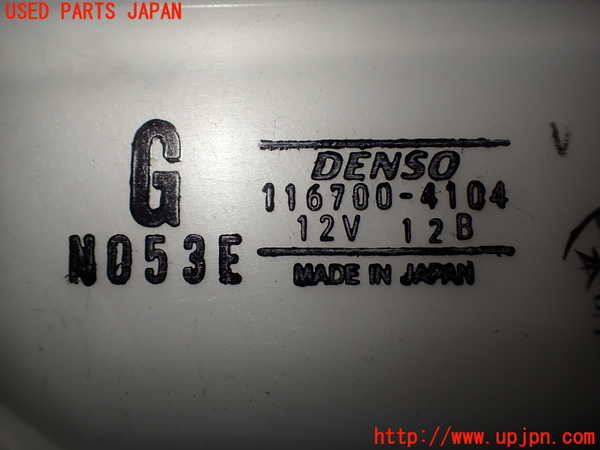 USED PARTS JAPAN
G
N053E
DENSO
116700-4104
12V 12B
MADE IN JAPAN
http://www.upjpn.com/